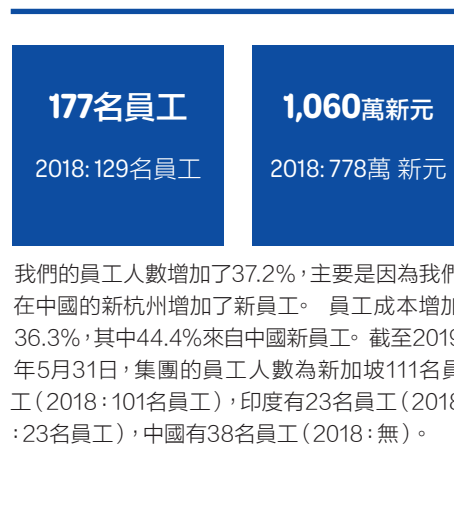 177名員工
2018: 129名員工
1,060萬新元
2018: 778萬 新元
我們的員工人數增加了37.2%,主要是因為我們
在中國的新杭州增加了新員工。 員工成本增加
36.3%,其中44.4%來自中國新員工。截至2019
年5月31日,集團的員工人數為新加坡111名員
工(2018:101名員工),印度有23名員工(2018
:23名員工),中國有38名員工(2018:無)。